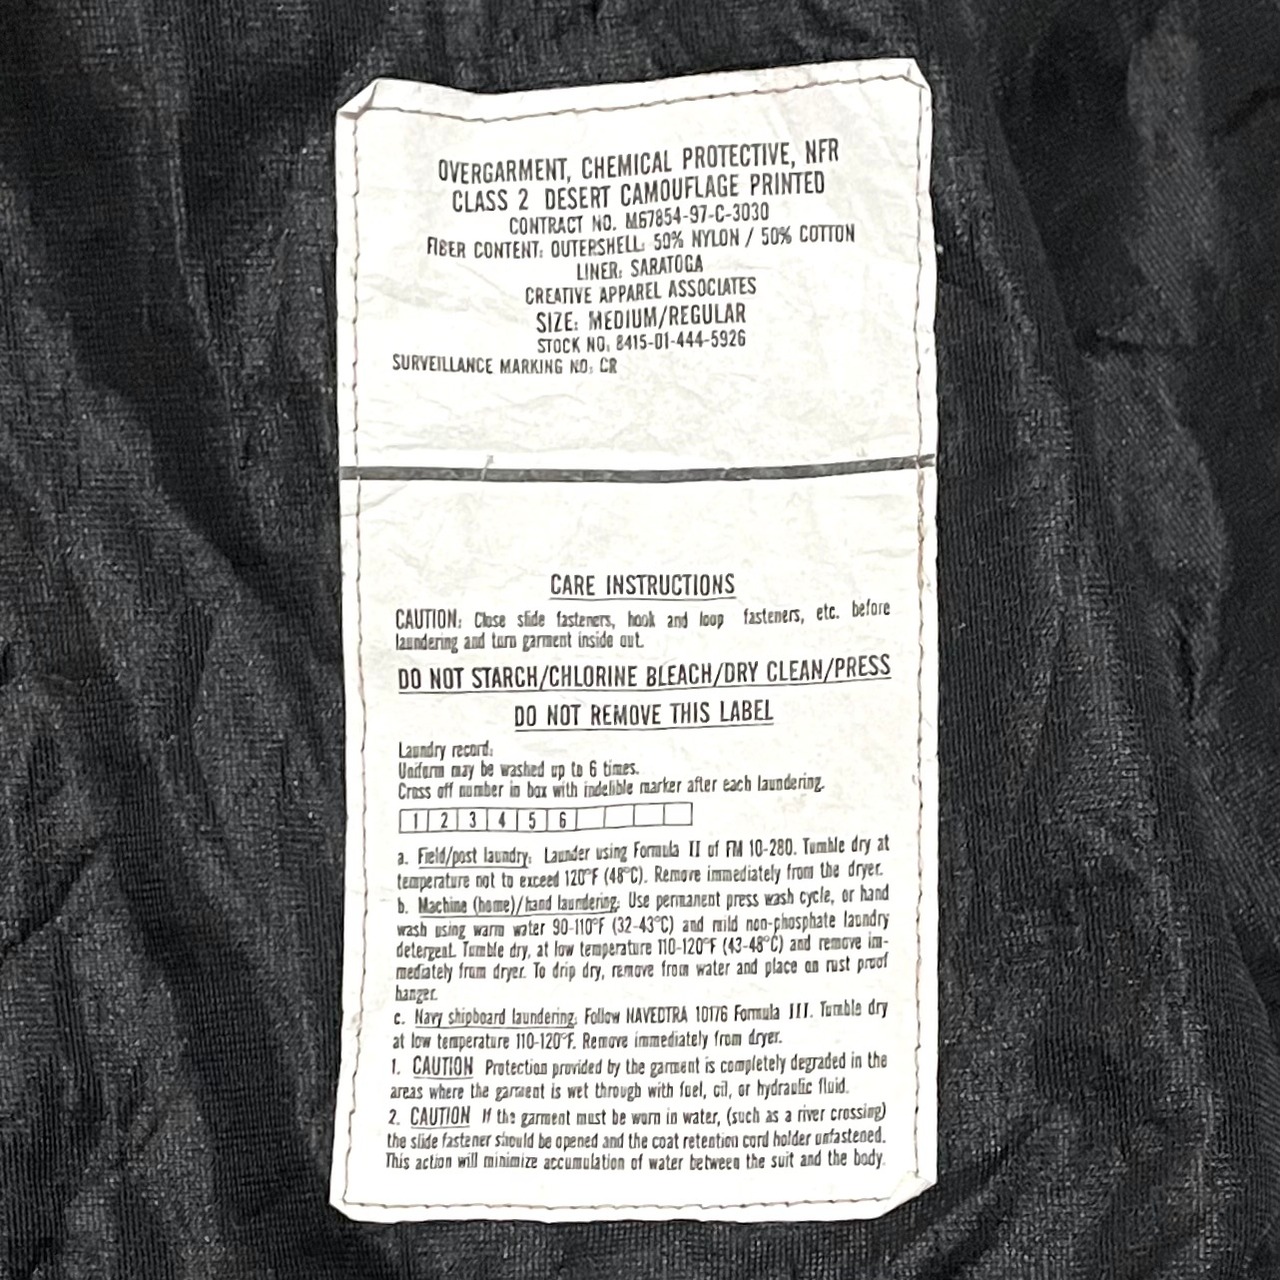 OVERGARMENT, CHEMICAL PROTECTIVE, NFR
CLASS 2 DESERT CAMOUFLAGE PRINTED
CONTRACT NO. M67854-97-C-3030
FIBER CONTENT: OUTERSHELL: 50% NYLON / 50% COTTON
LINER: SARATOGA
CREATIVE APPAREL ASSOCIATES
SIZE: MEDIUM/REGULAR
STOCK NO: 8415-01-444-5926
SURVEILLANCE MARKING NO: CR
CARE INSTRUCTIONS
CAUTION: Close slide fasteners, hook and loop fasteners, etc. before
laundering and turn garment inside out.
DO NOT STARCH/CHLORINE BLEACH/DRY CLEAN/PRESS
DO NOT REMOVE THIS LABEL
Laundry record:
Uniform may be washed up to 6 times.
Cross off number in box with indelible marker after each laundering.
1 2 3 4 5 6
a. Field/post laundry: Launder using Formula II of FM 10-280. Tumble dry at
temperature not to exceed 120°F (48°C). Remove immediately from the dryer.
b. Machine (home)/hand laundering: Use permanent press wash cycle, or hand
wash using warm water 90-110°F (32-43°C) and mild non-phosphate laundry
detergent. Tumble dry, at low temperature 110-120°F (43-48°C) and remove im-
mediately from dryer. To drip dry, remove from water and place on rust proof
hanger.
c. Navy shipboard laundering: Follow NAVEDTRA 10176 Formula III. Tumble dry
at low temperature 110-120°F. Remove immediately from dryer.
1. CAUTION Protection provided by the garment is completely degraded in the
areas where the garment is wet through with fuel, oil, or hydraulic fluid.
2. CAUTION If the garment must be worn in water, (such as a river crossing)
the slide fastener should be opened and the coat retention cord holder unfastened.
This action will minimize accumulation of water between the suit and the body.